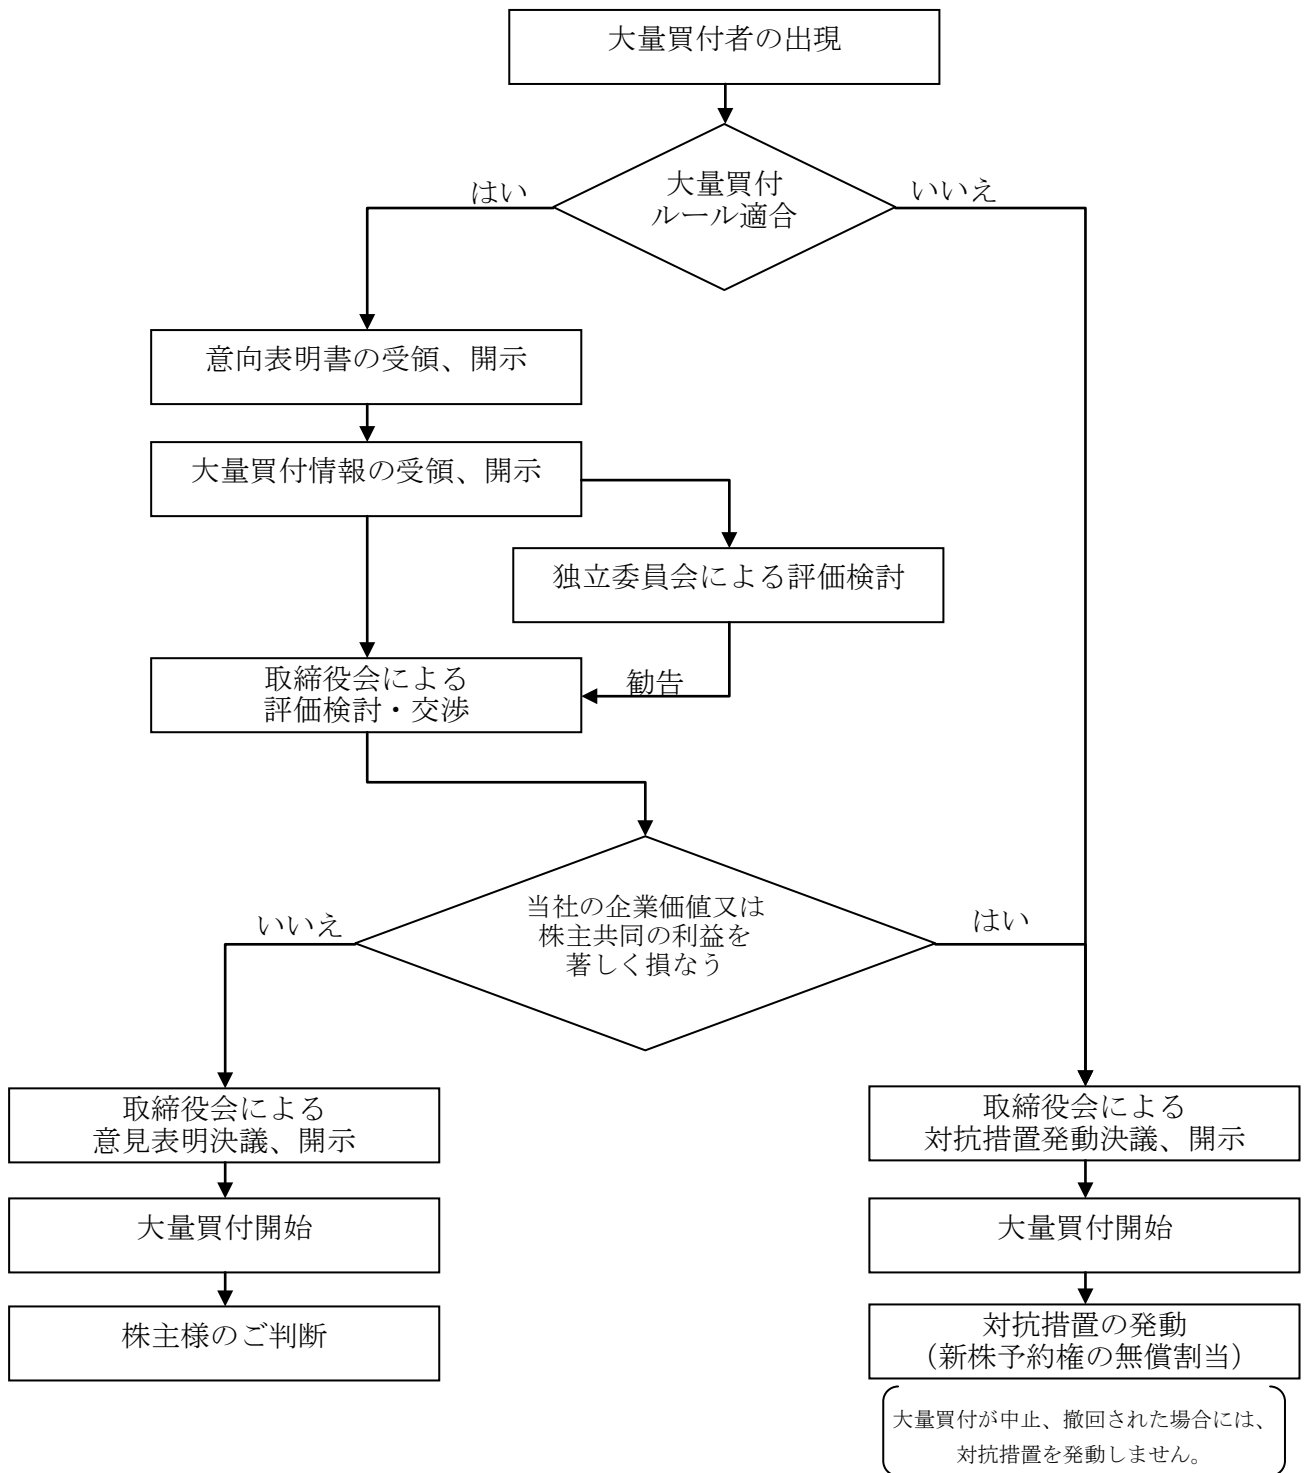 大量買付者の出現
大量買付
ルール適合
はい
いいえ
意向表明書の受領、開示
大量買付情報の受領、開示
独立委員会による評価検討
取締役会による
評価検討・交渉
勧告
当社の企業価値又は
株主共同の利益を
著しく損なう
いいえ
はい
取締役会による
意見表明決議、開示
大量買付開始
株主様のご判断
取締役会による
対抗措置発動決議、開示
大量買付開始
対抗措置の発動
（新株予約権の無償割当）
大量買付が中止、撤回された場合には、
対抗措置を発動しません。